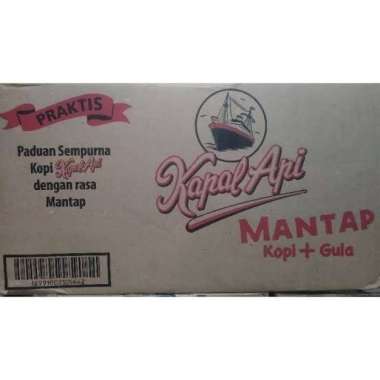 PRAKTIS
Paduan Sempurna
Kopi Kapal Api
dengan rasa
Mantap
Kapal Api
MANTAP
Kopi + Gula